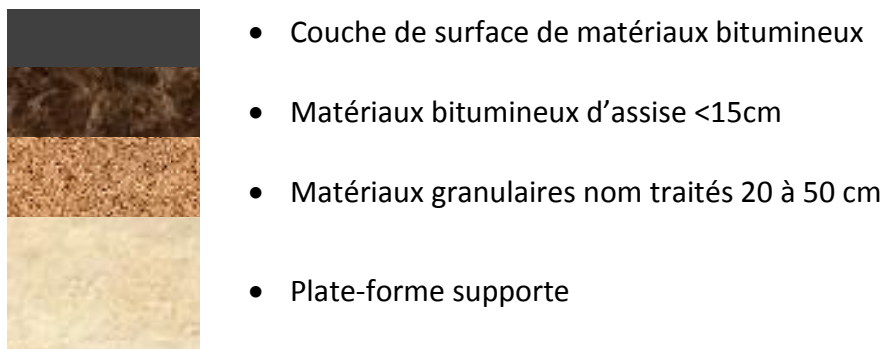 • Couche de surface de matériaux bitumineux
• Matériaux bitumineux d’assise <15cm
• Matériaux granulaires nom traités 20 à 50 cm
• Plate-forme supporte